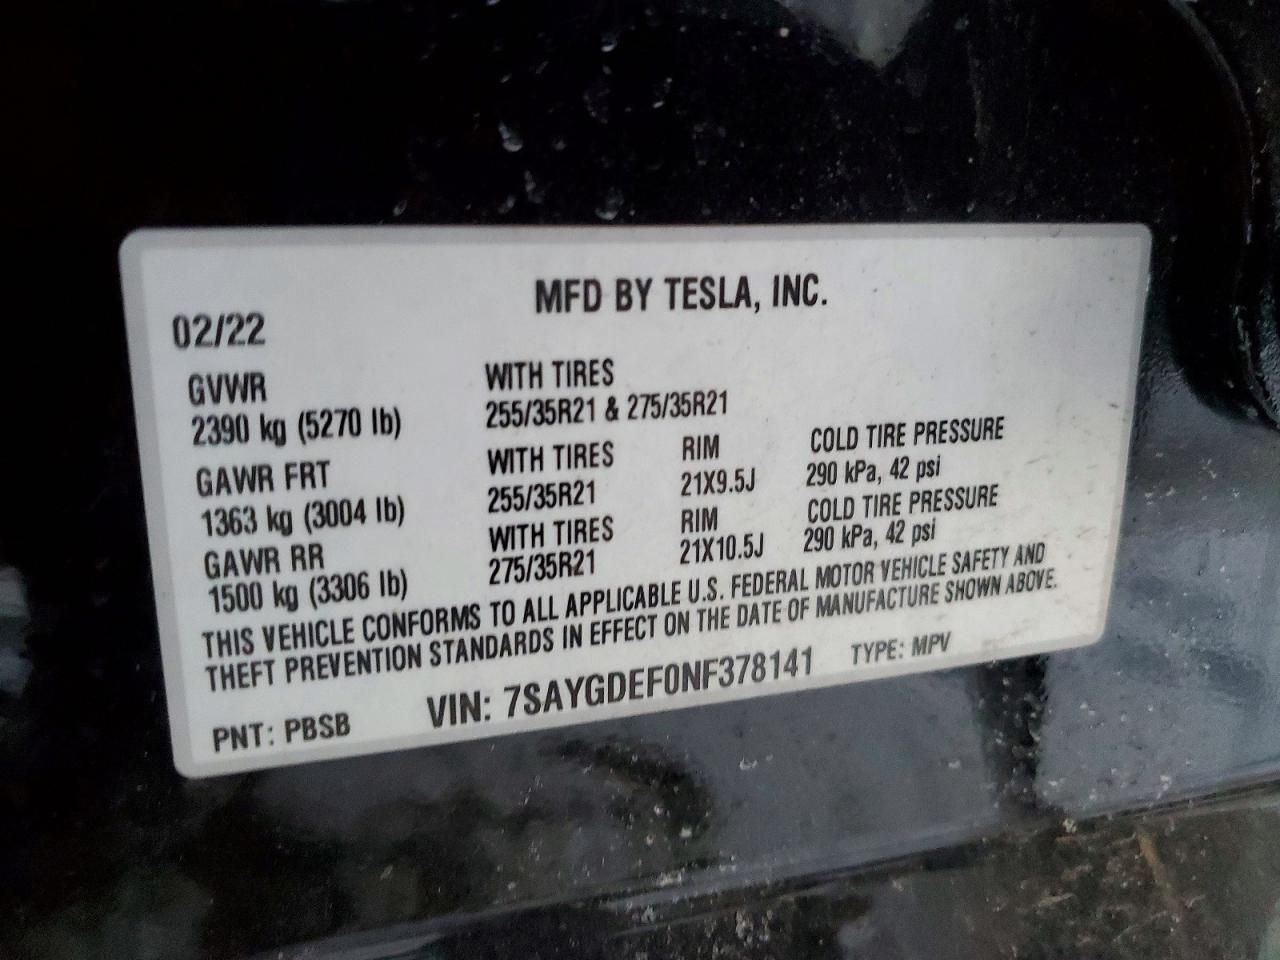 MFD BY TESLA, INC.
02/22
GVWR WITH TIRES
2390 kg (5270 lb) 255/35R21 & 275/35R21
GAWR FRT WITH TIRES RIM COLD TIRE PRESSURE
1363 kg (3004 lb) 255/35R21 21X9.5J 290 kPa, 42 psi
GAWR RR WITH TIRES RIM COLD TIRE PRESSURE
1500 kg (3306 lb) 275/35R21 21X10.5J 290 kPa, 42 psi
THIS VEHICLE CONFORMS TO ALL APPLICABLE U.S. FEDERAL MOTOR VEHICLE SAFETY AND
THEFT PREVENTION STANDARDS IN EFFECT ON THE DATE OF MANUFACTURE SHOWN ABOVE.
PNT: PBSB VIN: 7SAYGDEF0NF378141 TYPE: MPV